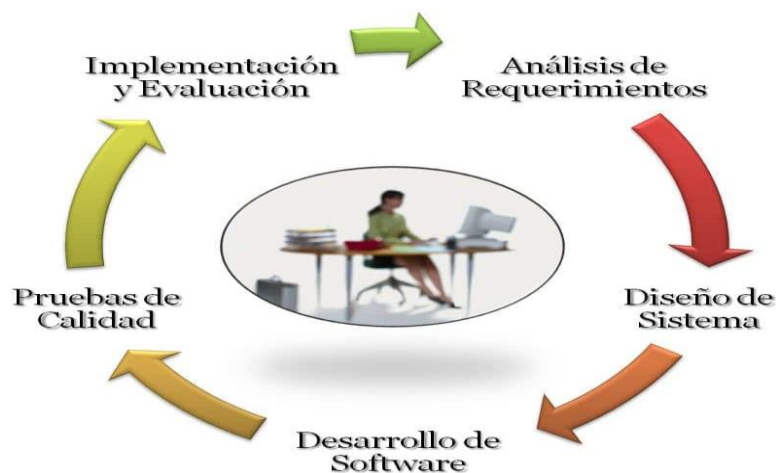 Implementación
y Evaluación
Análisis de
Requerimientos
Diseño de
Sistema
Desarrollo de
Software
Pruebas de
Calidad